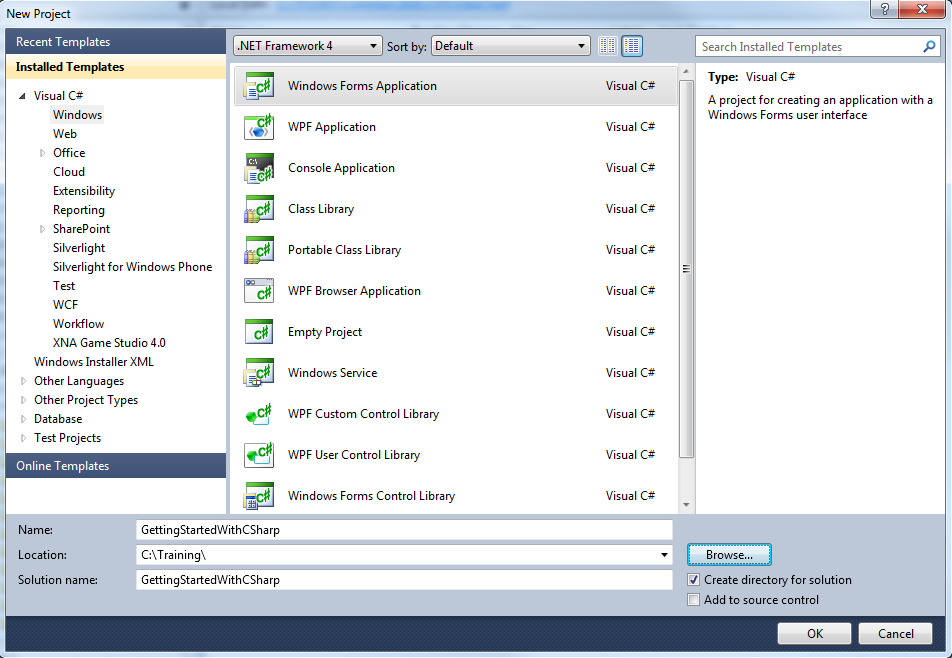 New Project
Recent Templates
Installed Templates
Visual C#
Windows
Web
Office
Cloud
Extensibility
Reporting
SharePoint
Silverlight
Silverlight for Windows Phone
Test
WCF
Workflow
XNA Game Studio 4.0
Windows Installer XML
Other Languages
Other Project Types
Database
Test Projects
Online Templates
.NET Framework 4 Sort by: Default
Windows Forms Application Visual C#
WPF Application Visual C#
Console Application Visual C#
Class Library Visual C#
Portable Class Library Visual C#
WPF Browser Application Visual C#
Empty Project Visual C#
Windows Service Visual C#
WPF Custom Control Library Visual C#
WPF User Control Library Visual C#
Windows Forms Control Library Visual C#
Search Installed Templates
Type: Visual C#
A project for creating an application with a
Windows Forms user interface
Name: GettingStartedWithCSharp
Location: C:\Training\ Browse...
Solution name: GettingStartedWithCSharp
Create directory for solution
Add to source control
OK Cancel